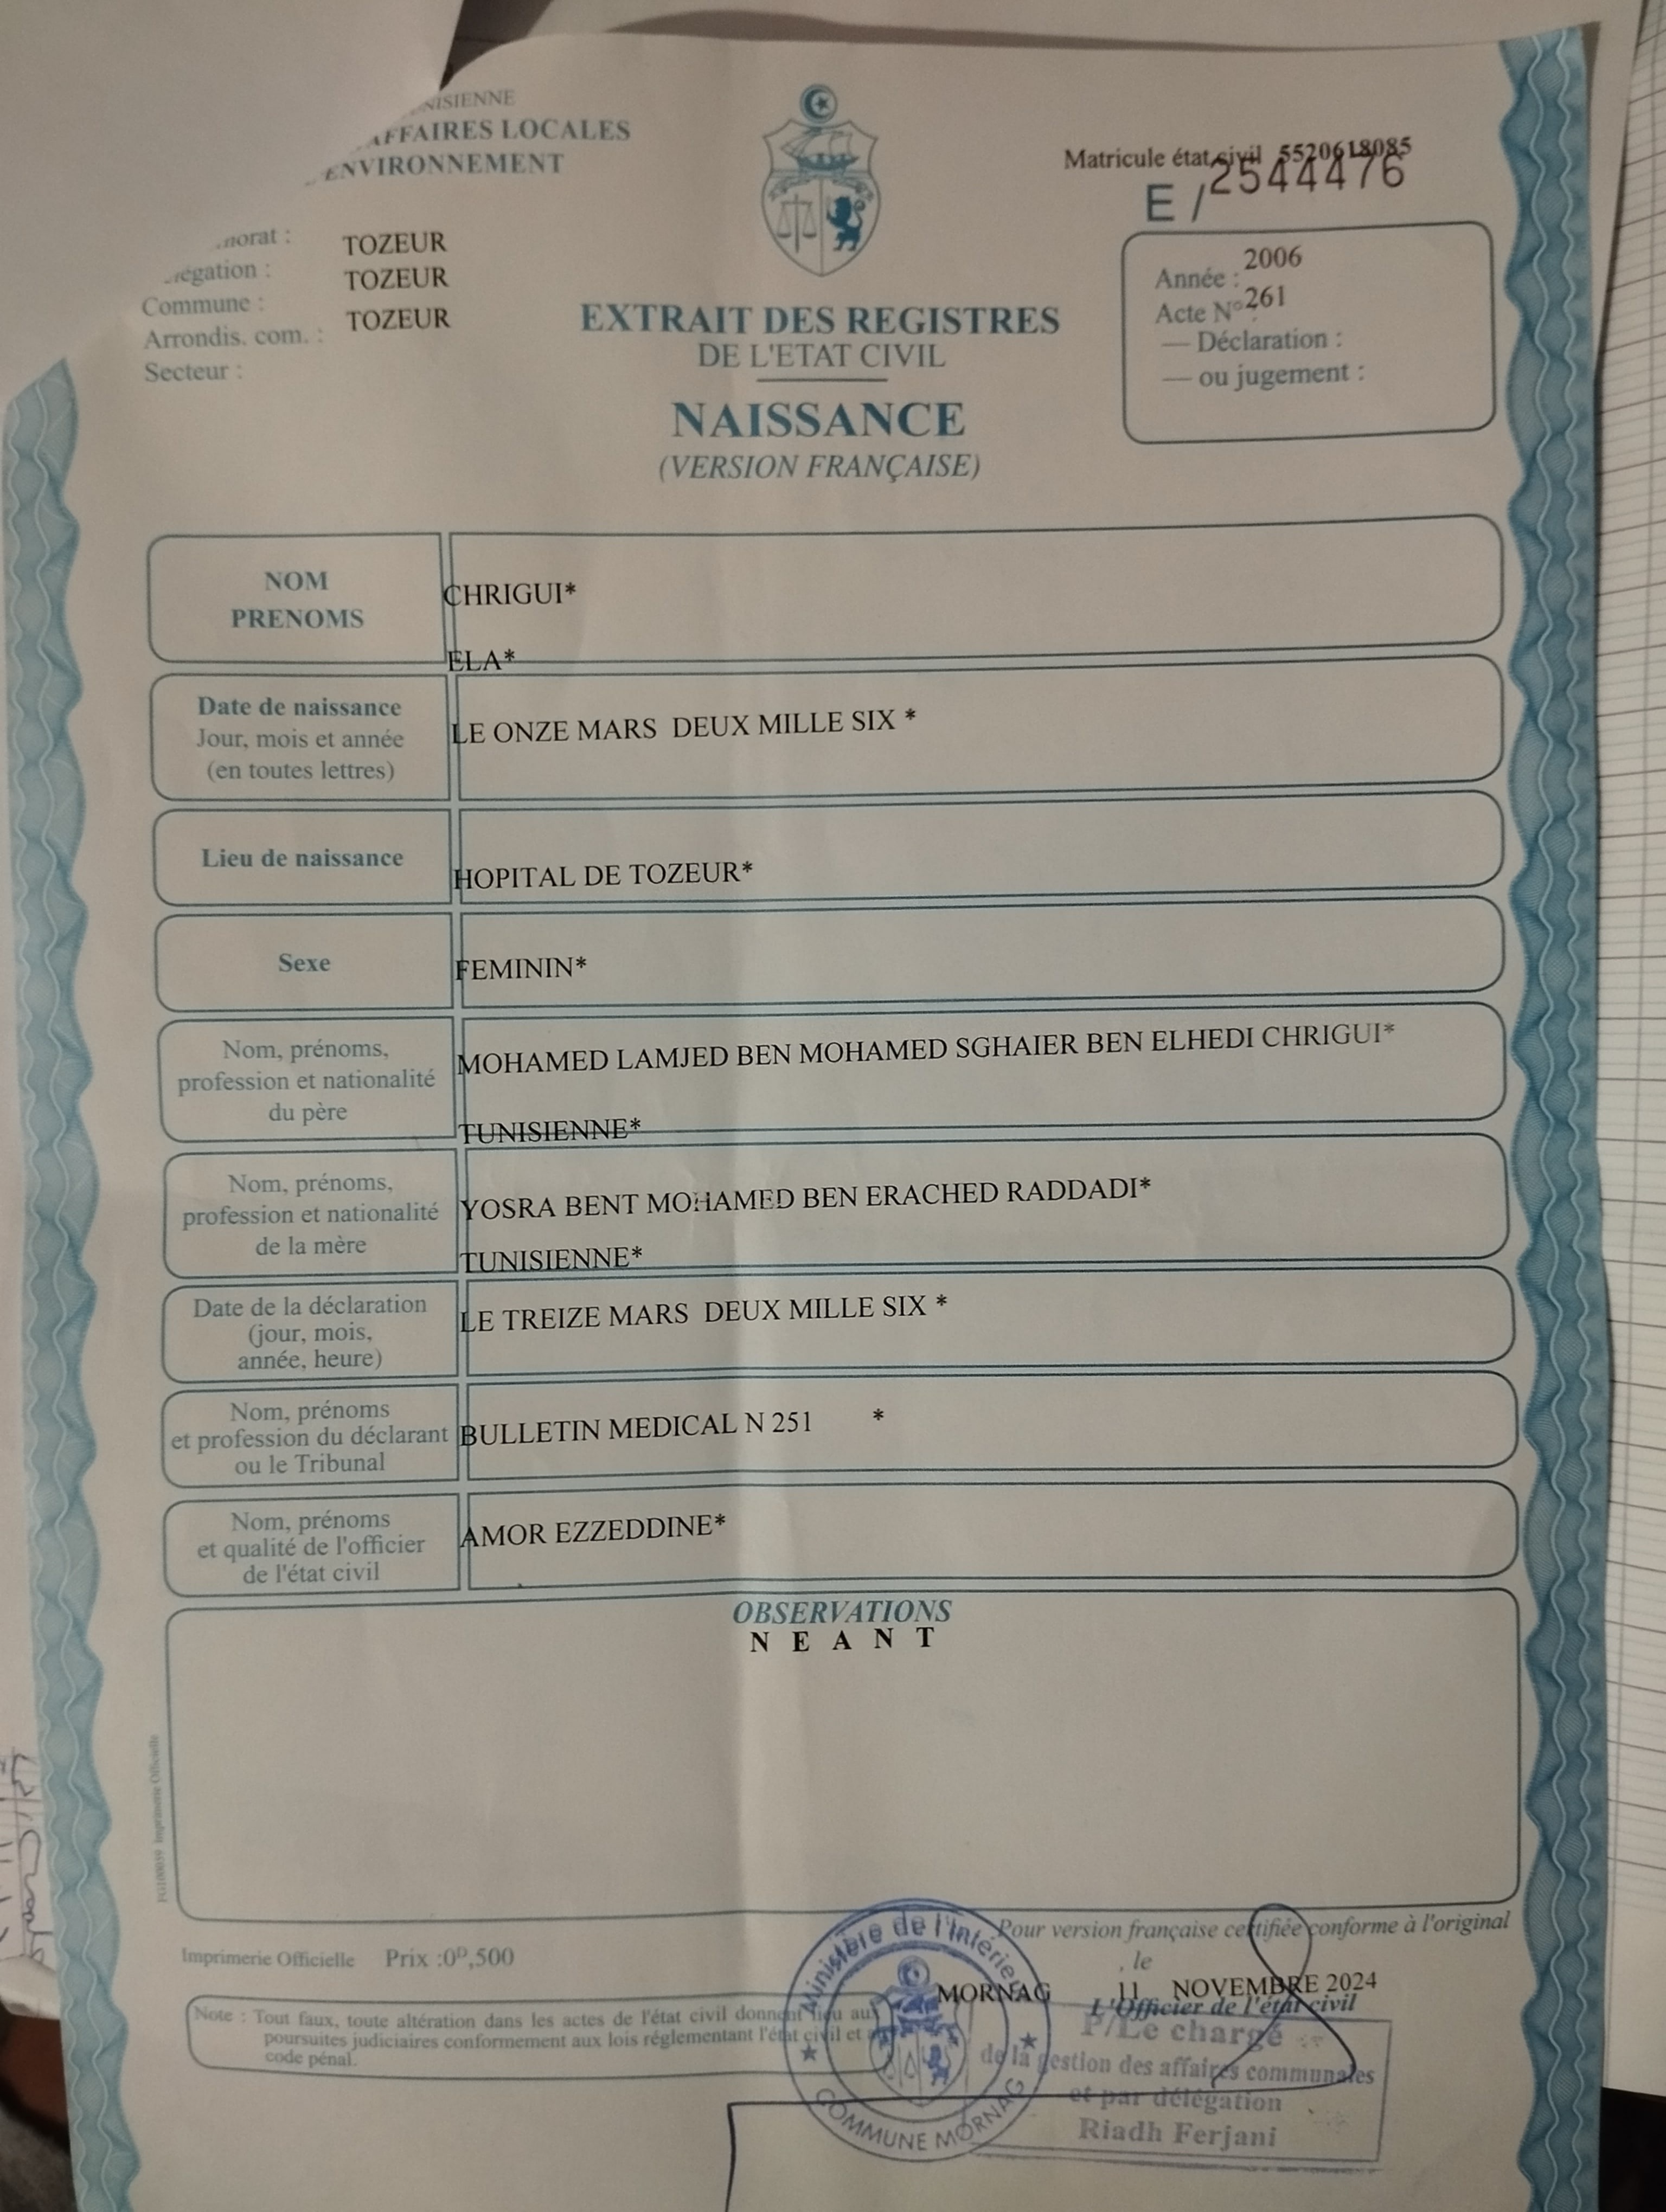 AFFAIRES LOCALES
ENVIRONNEMENT
Matricule état civil 5520618085
E / 2544476
TOZEUR
TOZEUR
Commune :
TOZEUR
Arrondis. com. :
Secteur :
Année : 2006
Acte N° 261
— Déclaration :
— ou jugement :
EXTRAIT DES REGISTRES
DE L'ETAT CIVIL
NAISSANCE
(VERSION FRANÇAISE)
NOM
PRENOMS
CHRIGUI*
ELA*
Date de naissance
Jour, mois et année
(en toutes lettres)
LE ONZE MARS DEUX MILLE SIX *
Lieu de naissance
HOPITAL DE TOZEUR*
Sexe
FEMININ*
Nom, prénoms,
profession et nationalité
du père
MOHAMED LAMJED BEN MOHAMED SGHAIER BEN ELHEDI CHRIGUI*
TUNISIENNE*
Nom, prénoms,
profession et nationalité
de la mère
YOSRA BENT MOHAMED BEN ERACHED RADDADI*
TUNISIENNE*
Date de la déclaration
(jour, mois,
année, heure)
LE TREIZE MARS DEUX MILLE SIX *
Nom, prénoms
et profession du déclarant
ou le Tribunal
BULLETIN MEDICAL N 251 *
Nom, prénoms
et qualité de l'officier
de l'état civil
AMOR EZZEDDINE*
OBSERVATIONS
N E A N T
Imprimerie Officielle Prix :0ᴰ,500
Pour version française certifiée conforme à l'original
, le
MORNAG 11 NOVEMBRE 2024
L'Officier de l'état civil
P/Le chargé
de la gestion des affaires communales
et par délégation
Riadh Ferjani
Ministère de l'Intérieur
COMMUNE MORNAG
Note : Tout faux, toute altération dans les actes de l'état civil donnent lieu aux
poursuites judiciaires conformement aux lois réglementant l'état civil et
code pénal.